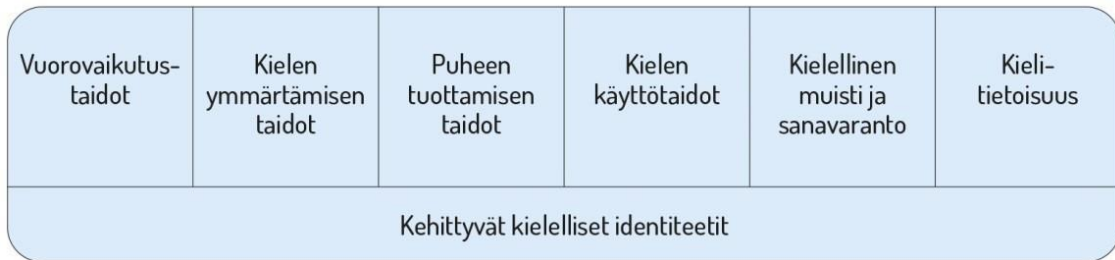 Vuorovaikutus-
taidot
Kielen
ymmärtämisen
taidot
Puheen
tuottamisen
taidot
Kielen
käyttötaidot
Kielellinen
muisti ja
sanavaranto
Kieli-
tietoisuus
Kehittyvät kielelliset identiteetit